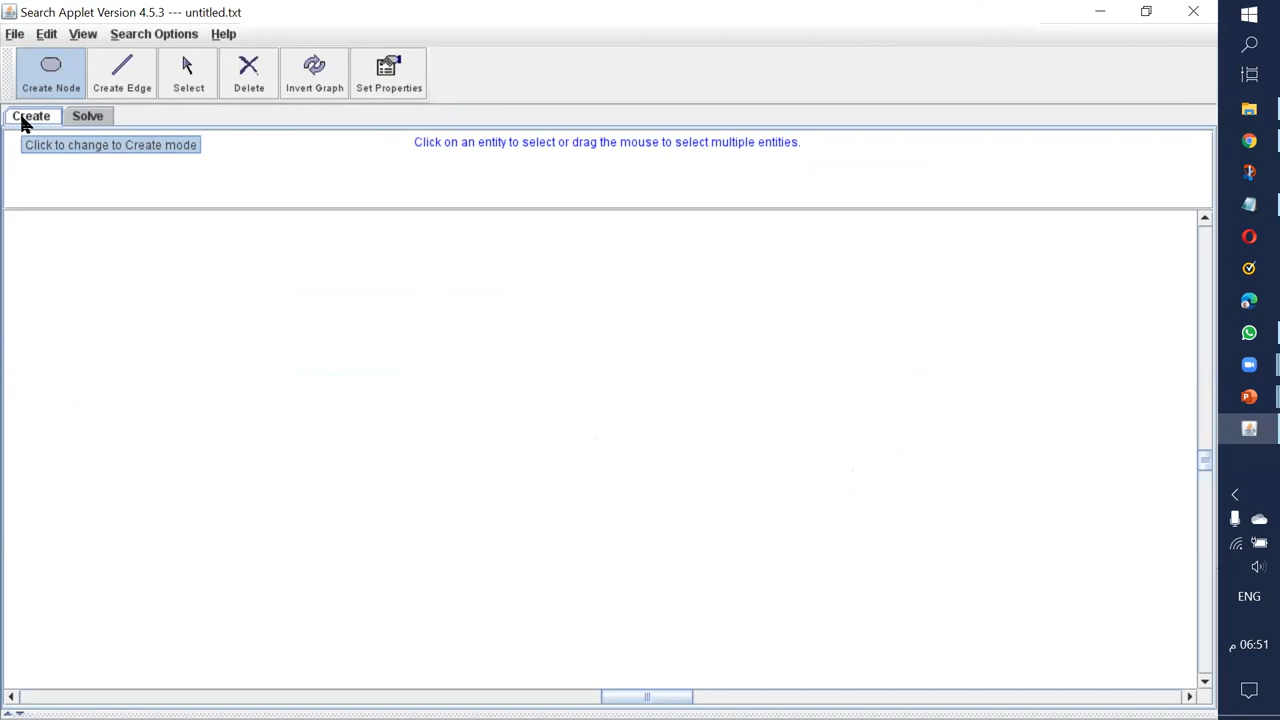 Search Applet Version 4.5.3 --- untitled.txt
File Edit View Search Options Help
Create Node Create Edge Select Delete Invert Graph Set Properties
Create Solve
Click to change to Create mode
Click on an entity to select or drag the mouse to select multiple entities.
ENG
06:51 م